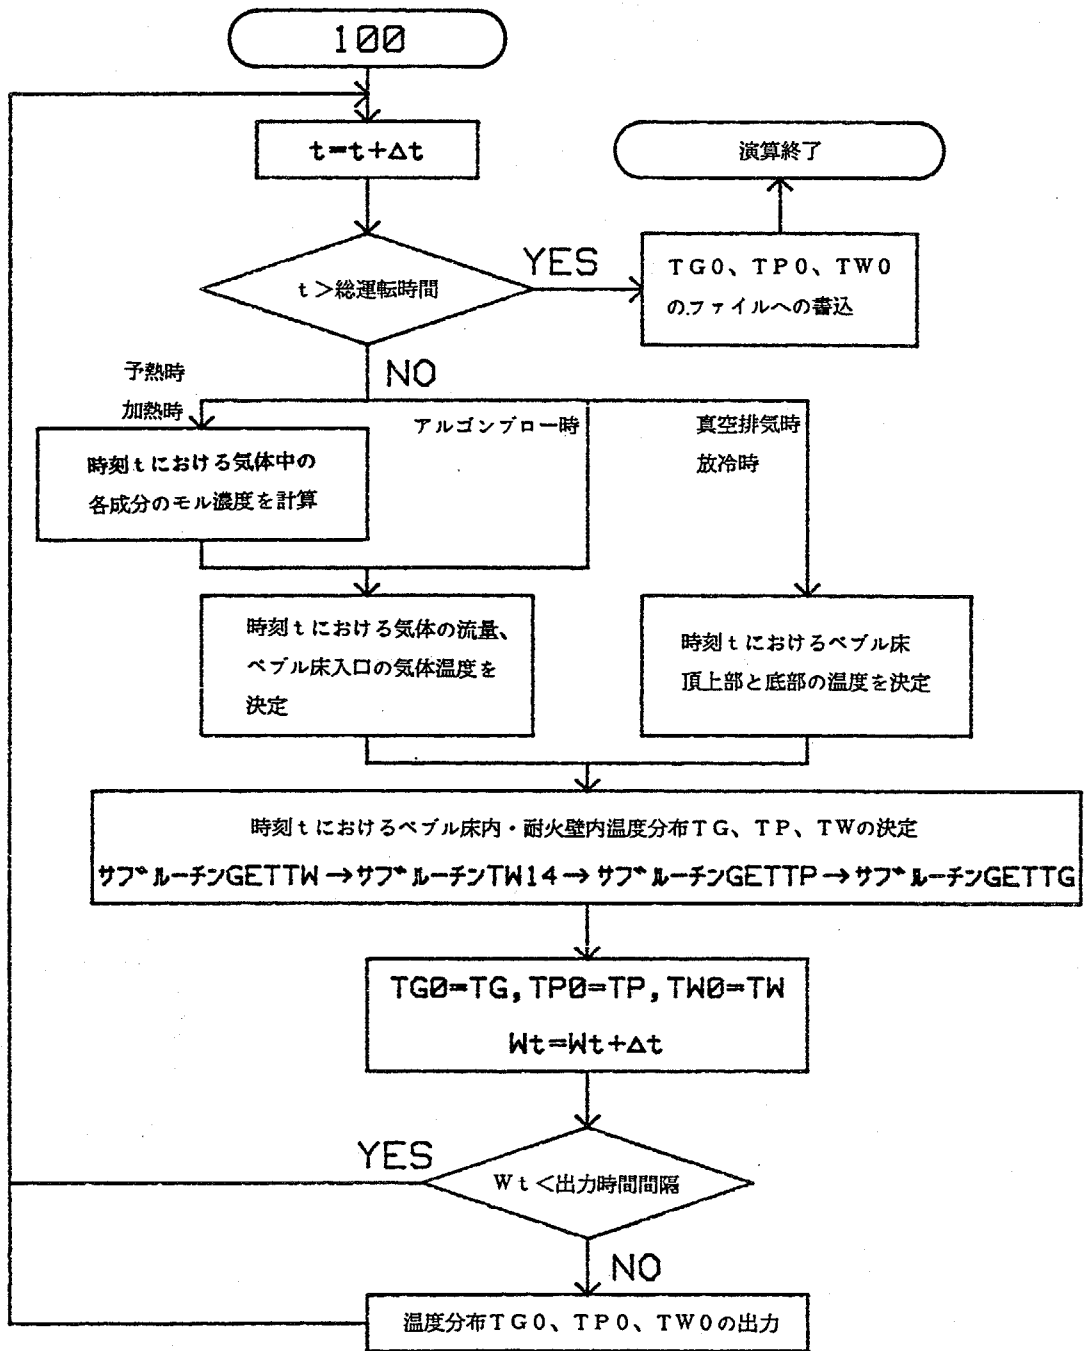 100
t=t+Δt
演算終了
t>総運転時間
YES
TG0、TP0、TW0
のファイルへの書込
NO
予熱時
加熱時
アルゴンブロー時
真空排気時
放冷時
時刻tにおける気体中の
各成分のモル濃度を計算
時刻tにおける気体の流量、
ペブル床入口の気体温度を
決定
時刻tにおけるペブル床
頂上部と底部の温度を決定
時刻tにおけるペブル床内・耐火壁内温度分布TG、TP、TWの決定
サブルーチンGETTW→サブルーチンTW14→サブルーチンGETTP→サブルーチンGETTG
TG0=TG,TP0=TP,TW0=TW
Wt=Wt+Δt
YES
Wt<出力時間間隔
NO
温度分布TG0、TP0、TW0の出力